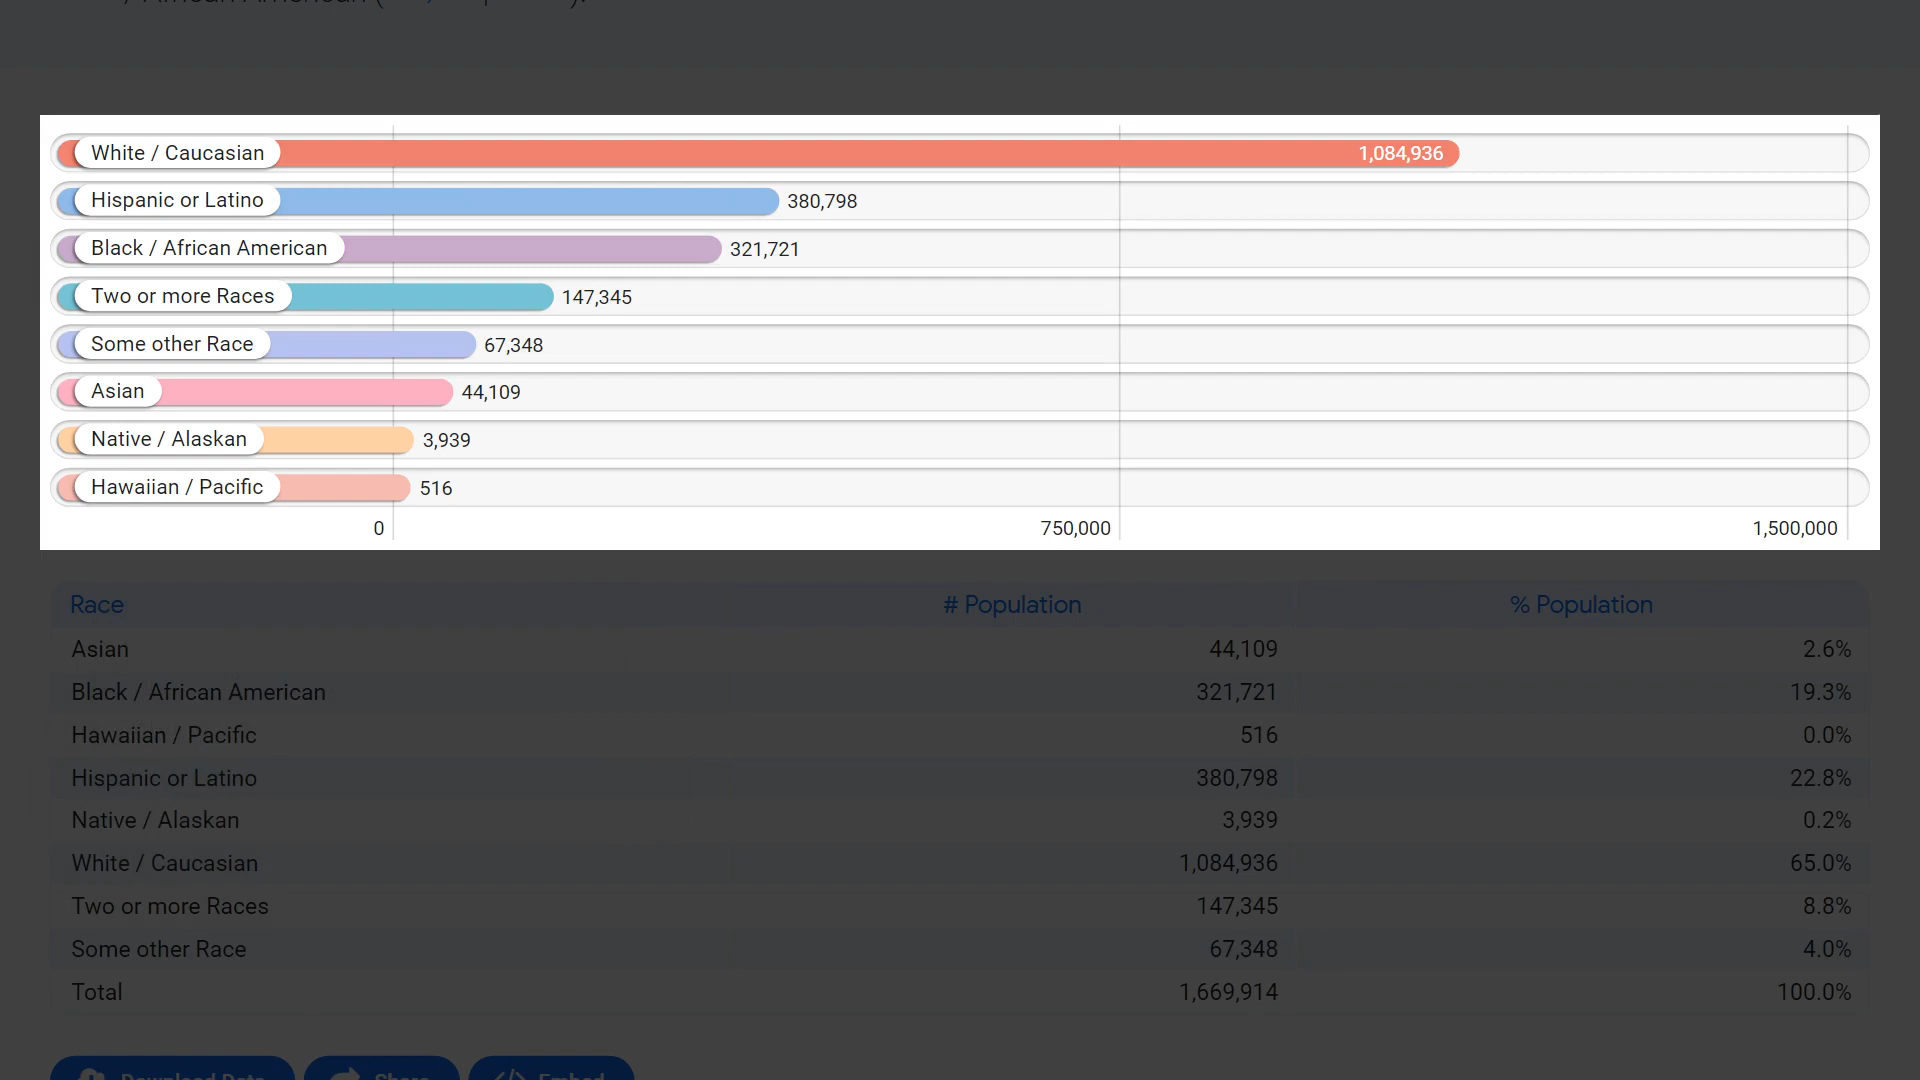 White / Caucasian 1,084,936
Hispanic or Latino 380,798
Black / African American 321,721
Two or more Races 147,345
Some other Race 67,348
Asian 44,109
Native / Alaskan 3,939
Hawaiian / Pacific 516
0 750,000 1,500,000
Race # Population % Population
Asian 44,109 2.6%
Black / African American 321,721 19.3%
Hawaiian / Pacific 516 0.0%
Hispanic or Latino 380,798 22.8%
Native / Alaskan 3,939 0.2%
White / Caucasian 1,084,936 65.0%
Two or more Races 147,345 8.8%
Some other Race 67,348 4.0%
Total 1,669,914 100.0%
Download Data Share Embed